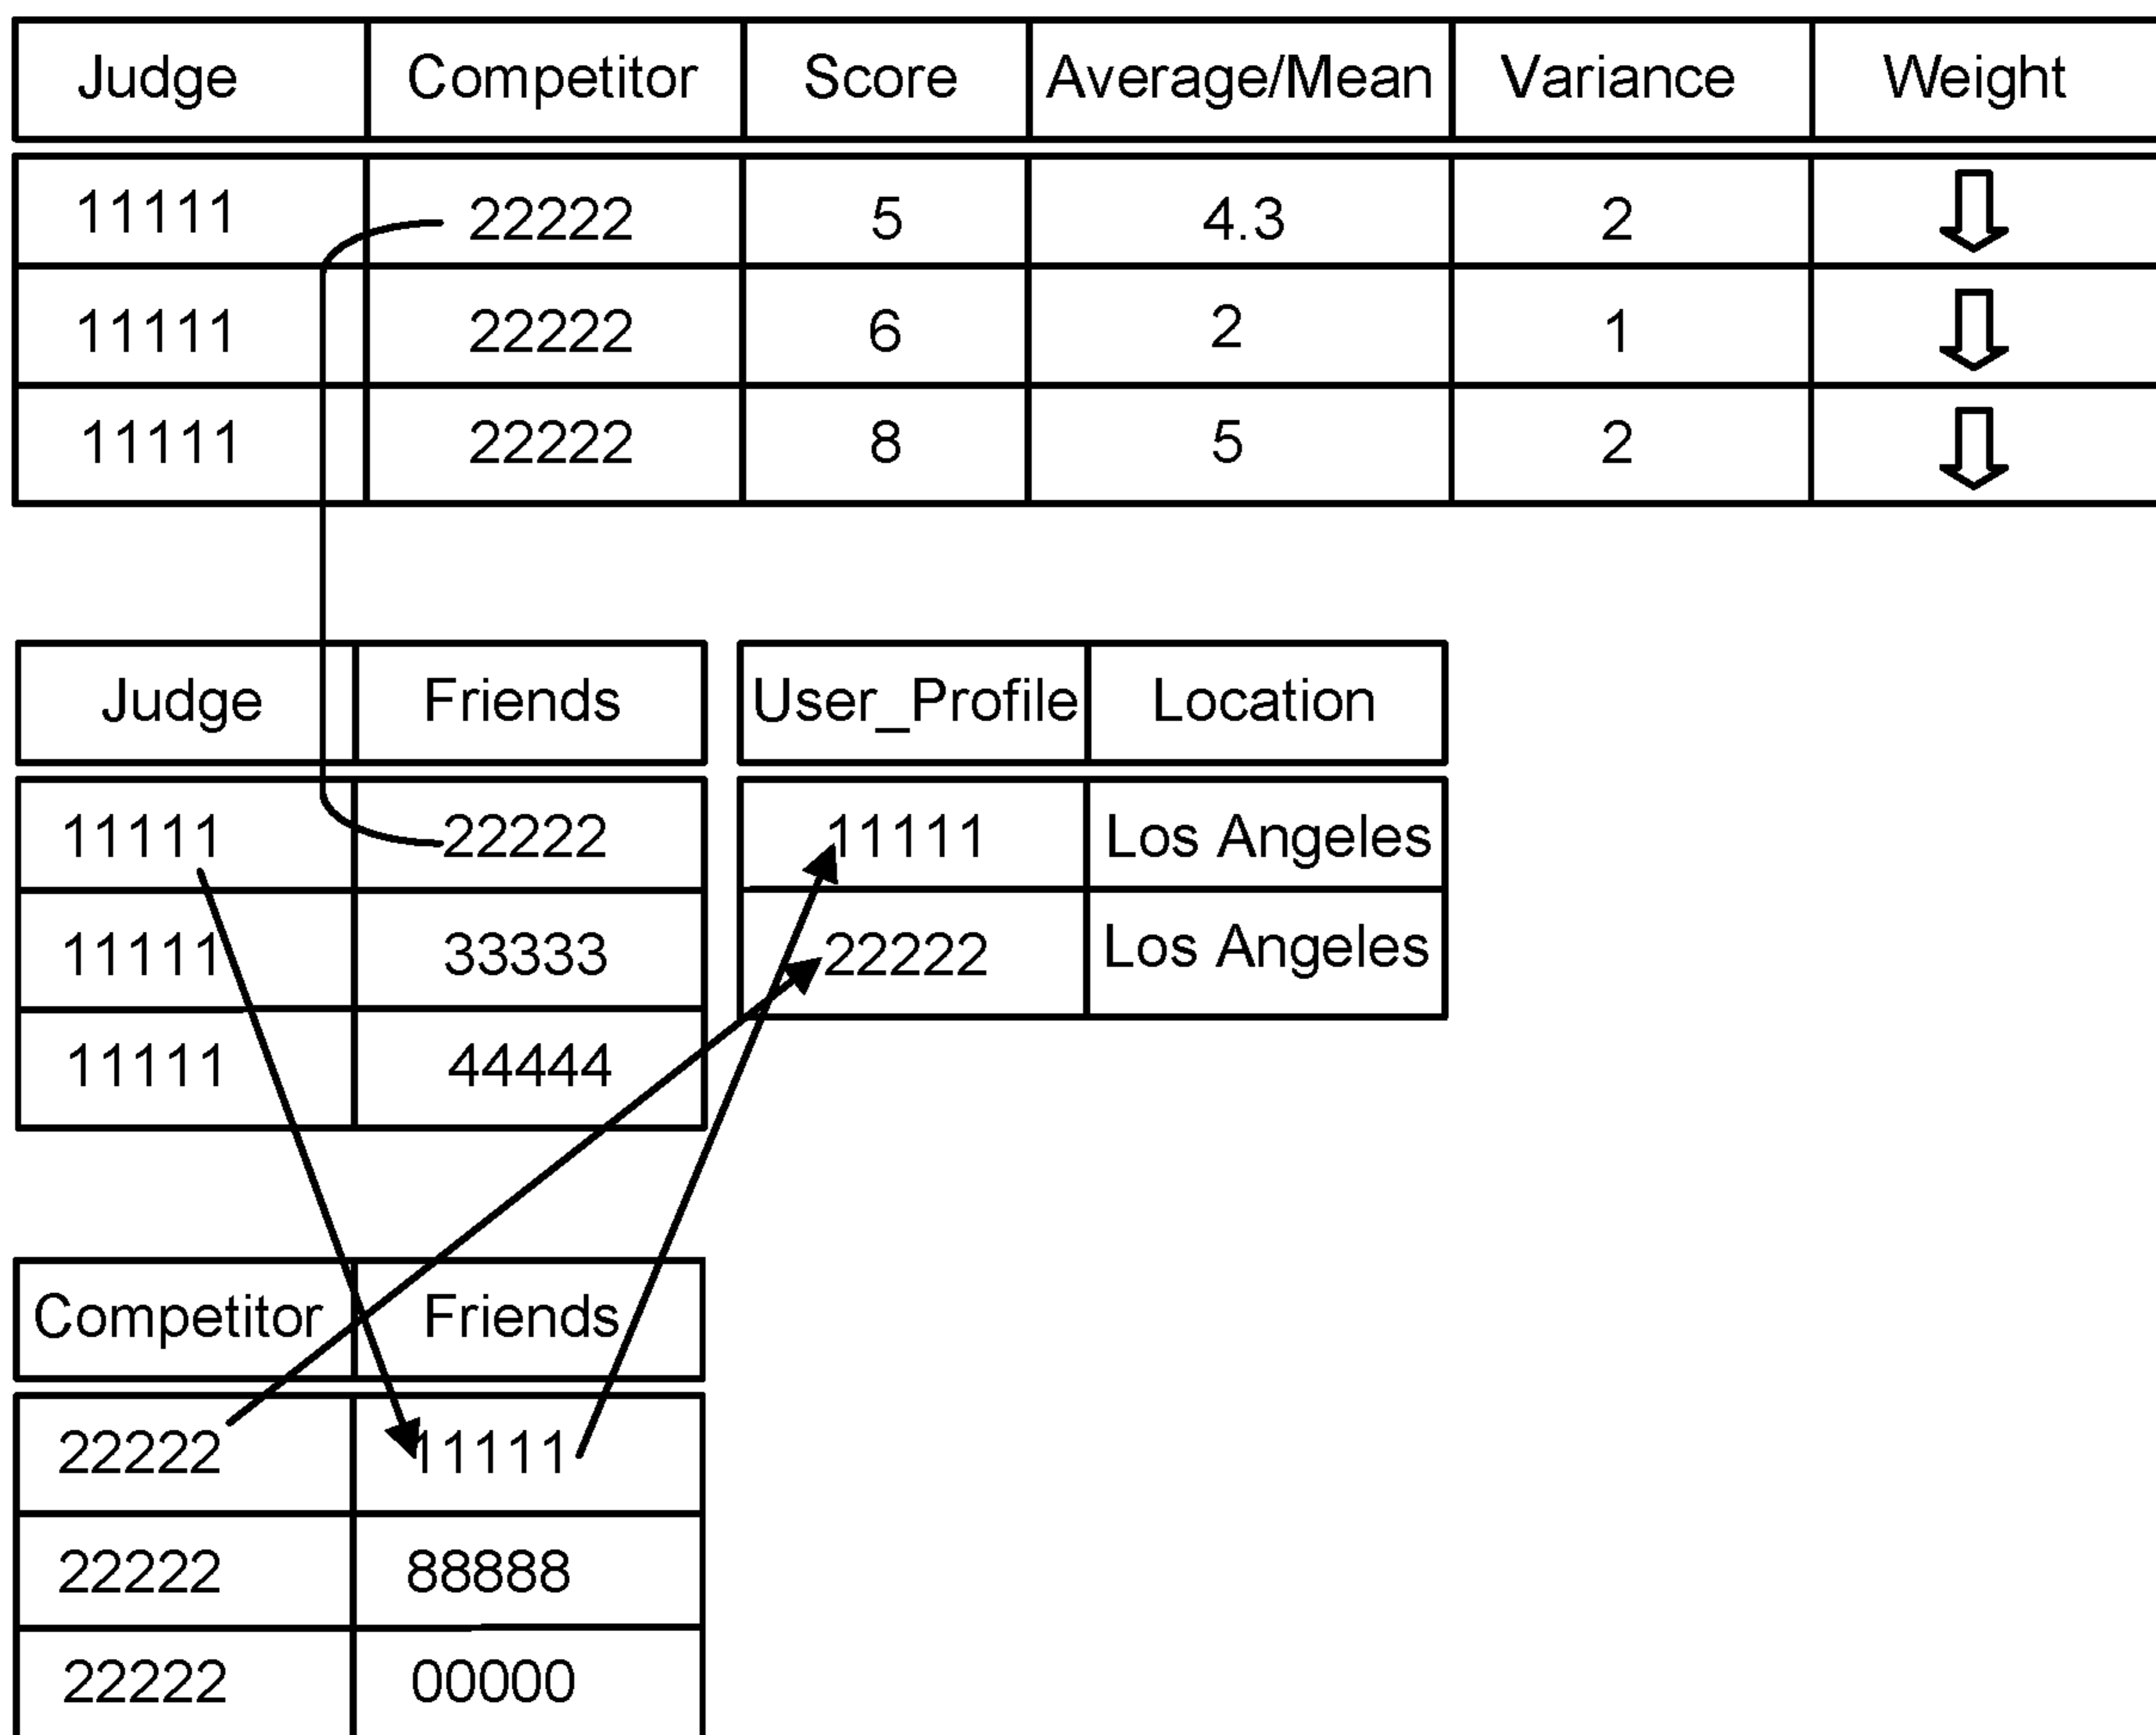 Judge Competitor Score Average/Mean Variance Weight
11111 22222 5 4.3 2
11111 22222 6 2 1
11111 22222 8 5 2
Judge Friends User_Profile Location
11111 22222 11111 Los Angeles
11111 33333 22222 Los Angeles
11111 44444
Competitor Friends
22222 11111
22222 88888
22222 00000